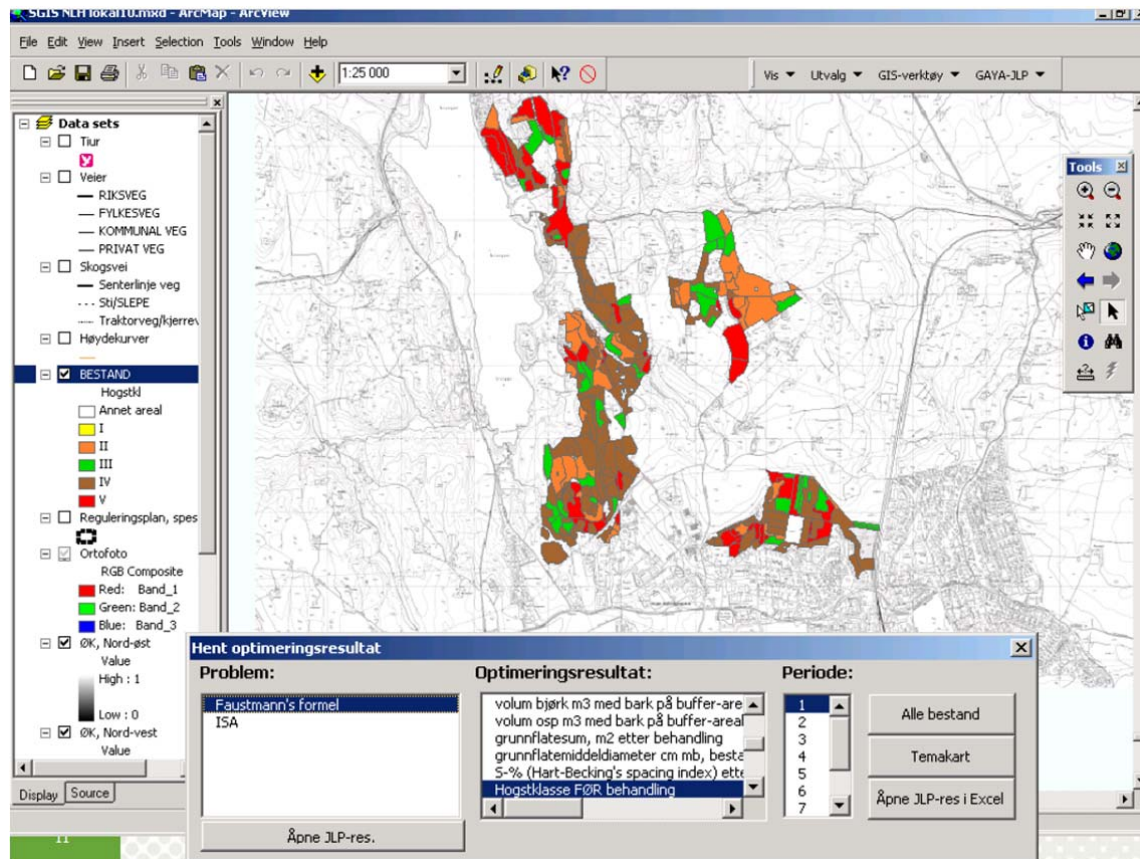 SGIS NLH lokal10.mxd - ArcMap - ArcView
File Edit View Insert Selection Tools Window Help
1:25 000
Vis Utvalg GIS-verktøy GAYA-JLP
Data sets
Tiur
Veier
RIKSVEG
FYLKESVEG
KOMMUNAL VEG
PRIVAT VEG
Skogsvei
Senterlinje veg
Sti/SLEPE
Traktorveg/kjerrev
Høydekurver
BESTAND
Hogstkl
Annet areal
I
II
III
IV
V
Reguleringsplan, spes
Ortofoto
RGB Composite
Red: Band_1
Green: Band_2
Blue: Band_3
ØK, Nord-øst
Value
High : 1
Low : 0
ØK, Nord-vest
Value
Display Source
Tools
Hent optimeringsresultat
Problem:
Faustmann's formel
ISA
Åpne JLP-res.
Optimeringsresultat:
volum bjørk m3 med bark på buffer-are
volum osp m3 med bark på buffer-areal
grunnflatesum, m2 etter behandling
grunnflatemiddeldiameter cm mb, besta
S-% (Hart-Becking's spacing index) ette
Hogstklasse FØR behandling
Periode:
1
2
3
4
5
6
7
Alle bestand
Temakart
Åpne JLP-res i Excel
11